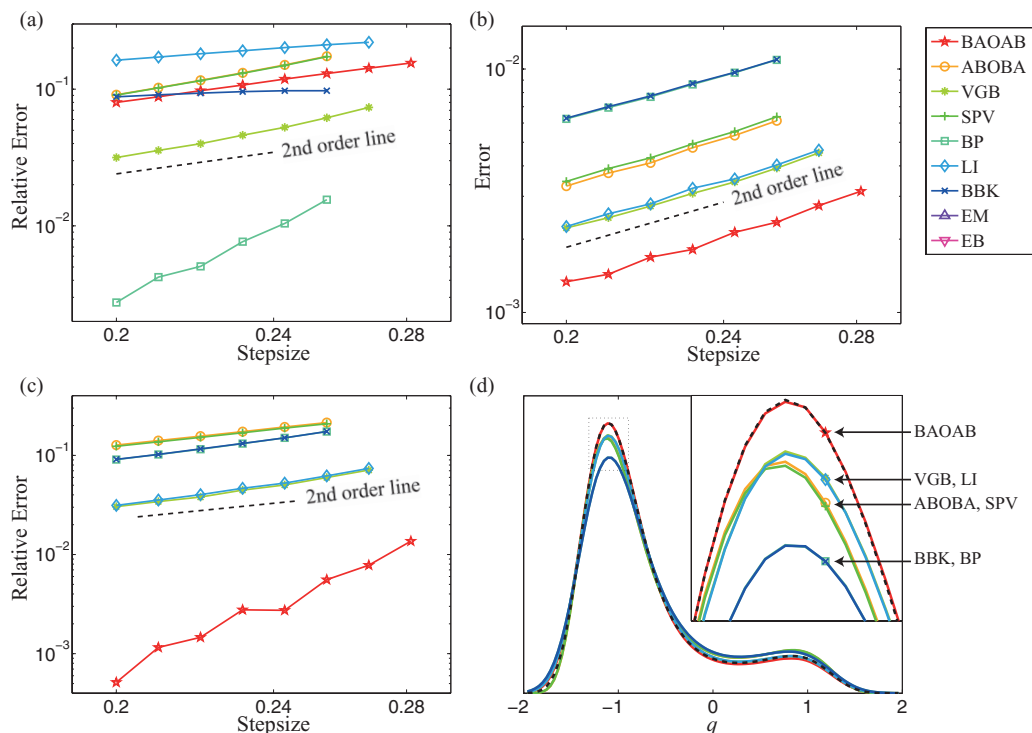 (a)
Relative Error
10⁻¹
10⁻²
2nd order line
0.2
0.24
0.28
Stepsize
(b)
Error
10⁻²
10⁻³
2nd order line
0.2
0.24
0.28
Stepsize
BAOAB
ABOBA
VGB
SPV
BP
LI
BBK
EM
EB
(c)
Relative Error
10⁻¹
10⁻²
10⁻³
2nd order line
0.2
0.24
0.28
Stepsize
(d)
BAOAB
VGB, LI
ABOBA, SPV
BBK, BP
−2
−1
0
1
2
q